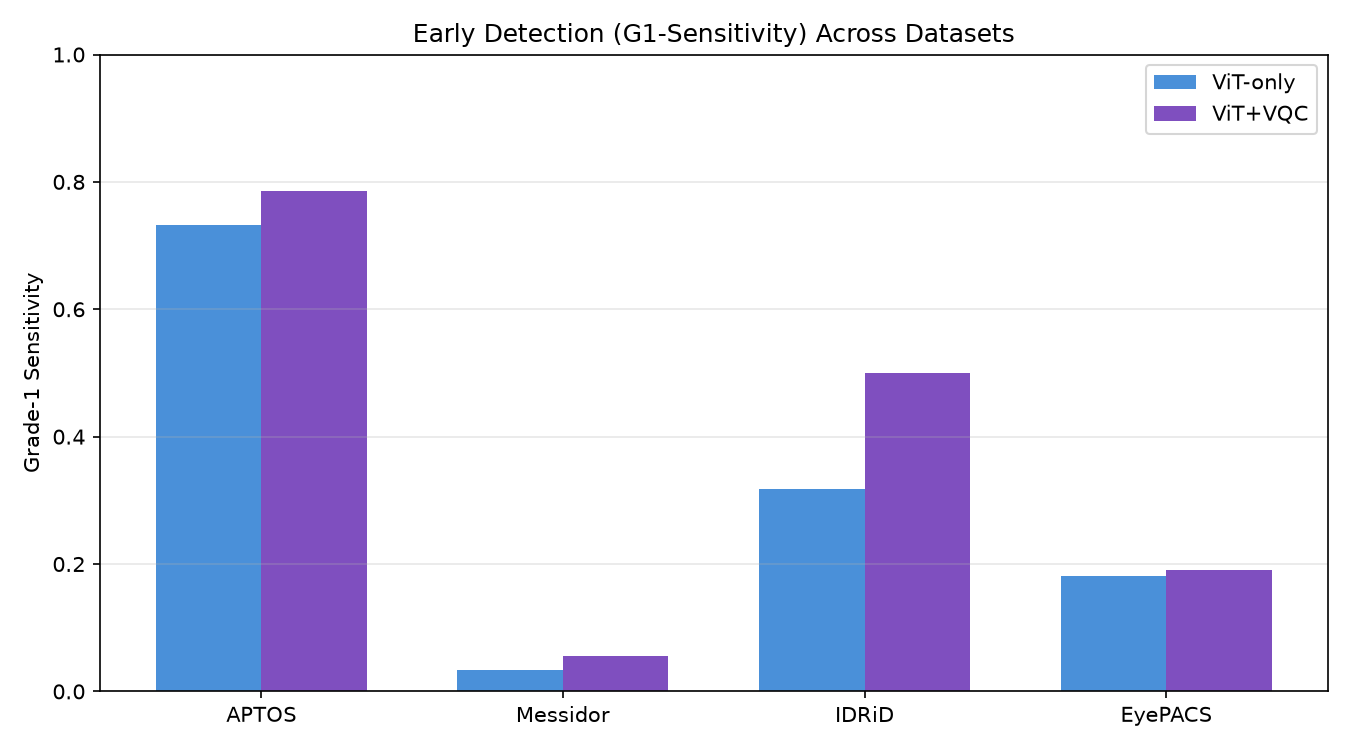 Early Detection (G1-Sensitivity) Across Datasets
ViT-only
ViT+VQC
Grade-1 Sensitivity
1.0
0.8
0.6
0.4
0.2
0.0
APTOS
Messidor
IDRiD
EyePACS